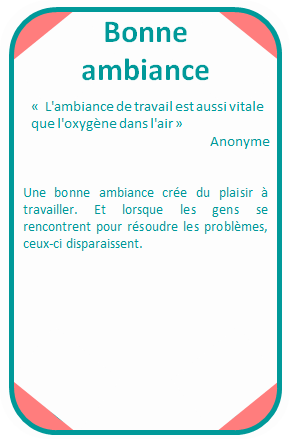 Bonne
ambiance
«  L'ambiance de travail est aussi vitale
que l'oxygène dans l'air »
Anonyme
Une bonne ambiance crée du plaisir à
travailler. Et lorsque les gens se
rencontrent pour résoudre les problèmes,
ceux-ci disparaissent.